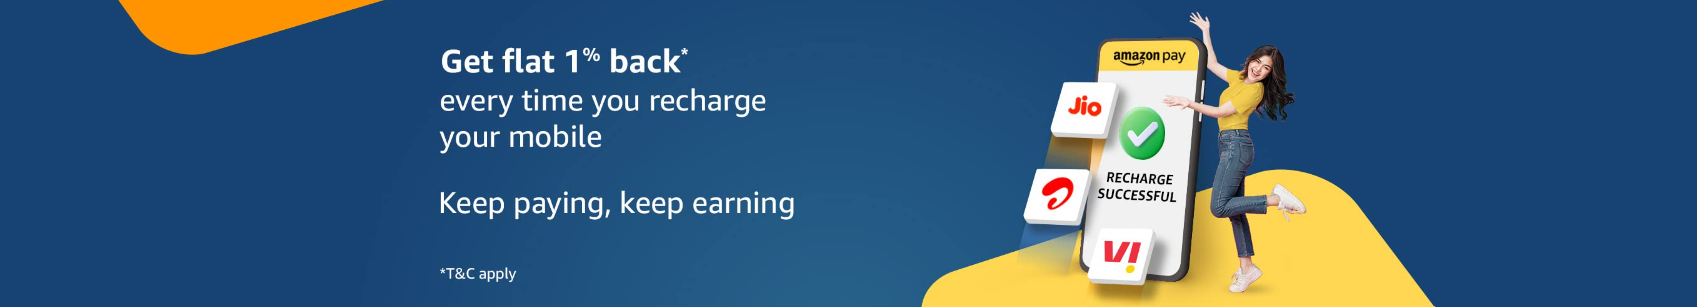 Get flat 1% back*
every time you recharge
your mobile
Keep paying, keep earning
*T&C apply
amazon pay
Jio
RECHARGE
SUCCESSFUL
VI